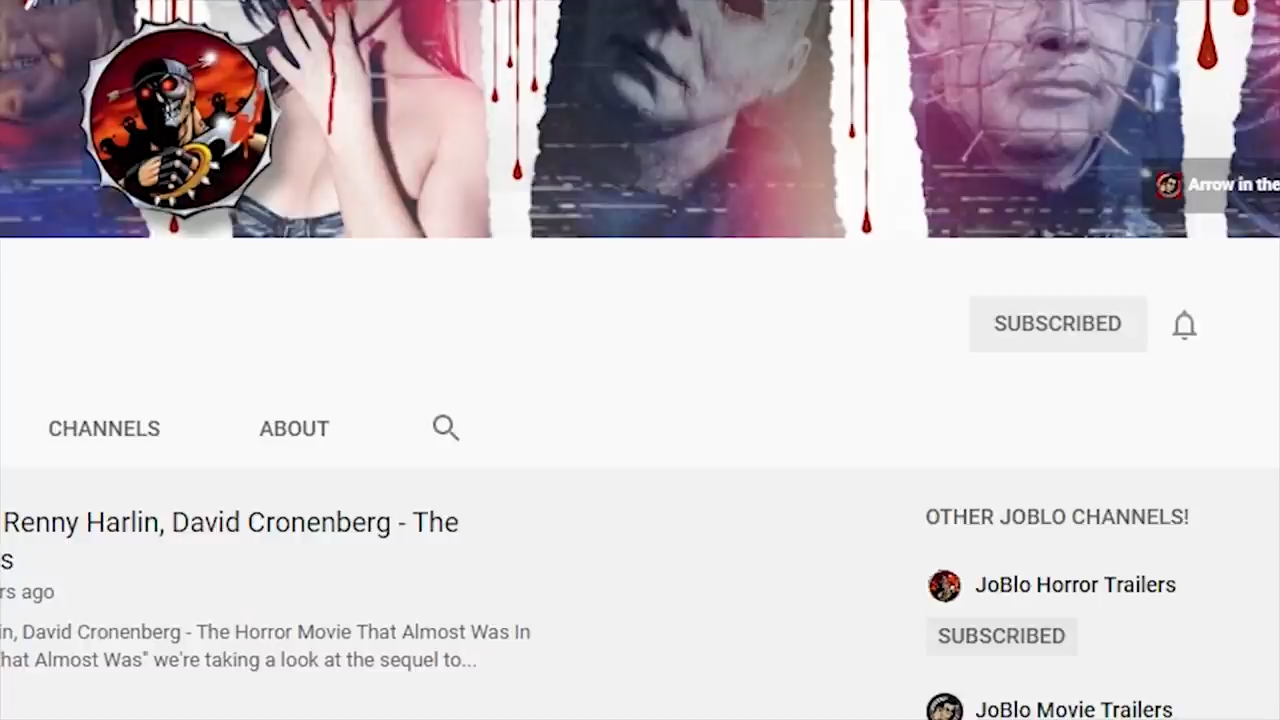 Arrow in the
SUBSCRIBED
CHANNELS
ABOUT
Renny Harlin, David Cronenberg - The
s
rs ago
in, David Cronenberg - The Horror Movie That Almost Was In
hat Almost Was" we're taking a look at the sequel to...
OTHER JOBLO CHANNELS!
JoBlo Horror Trailers
SUBSCRIBED
JoBlo Movie Trailers